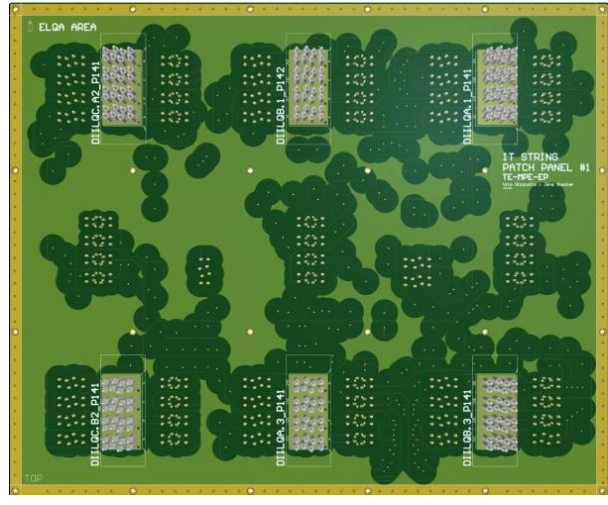 ELQA AREA
DIILQC.A2_P141
DIILQB.1_P142
DIILQA.1_P141
IT STRING
PATCH PANEL #1
TE-MPE-EP
DIILQC.B2_P141
DIILQA.3_P141
DIILQB.3_P141
TOP